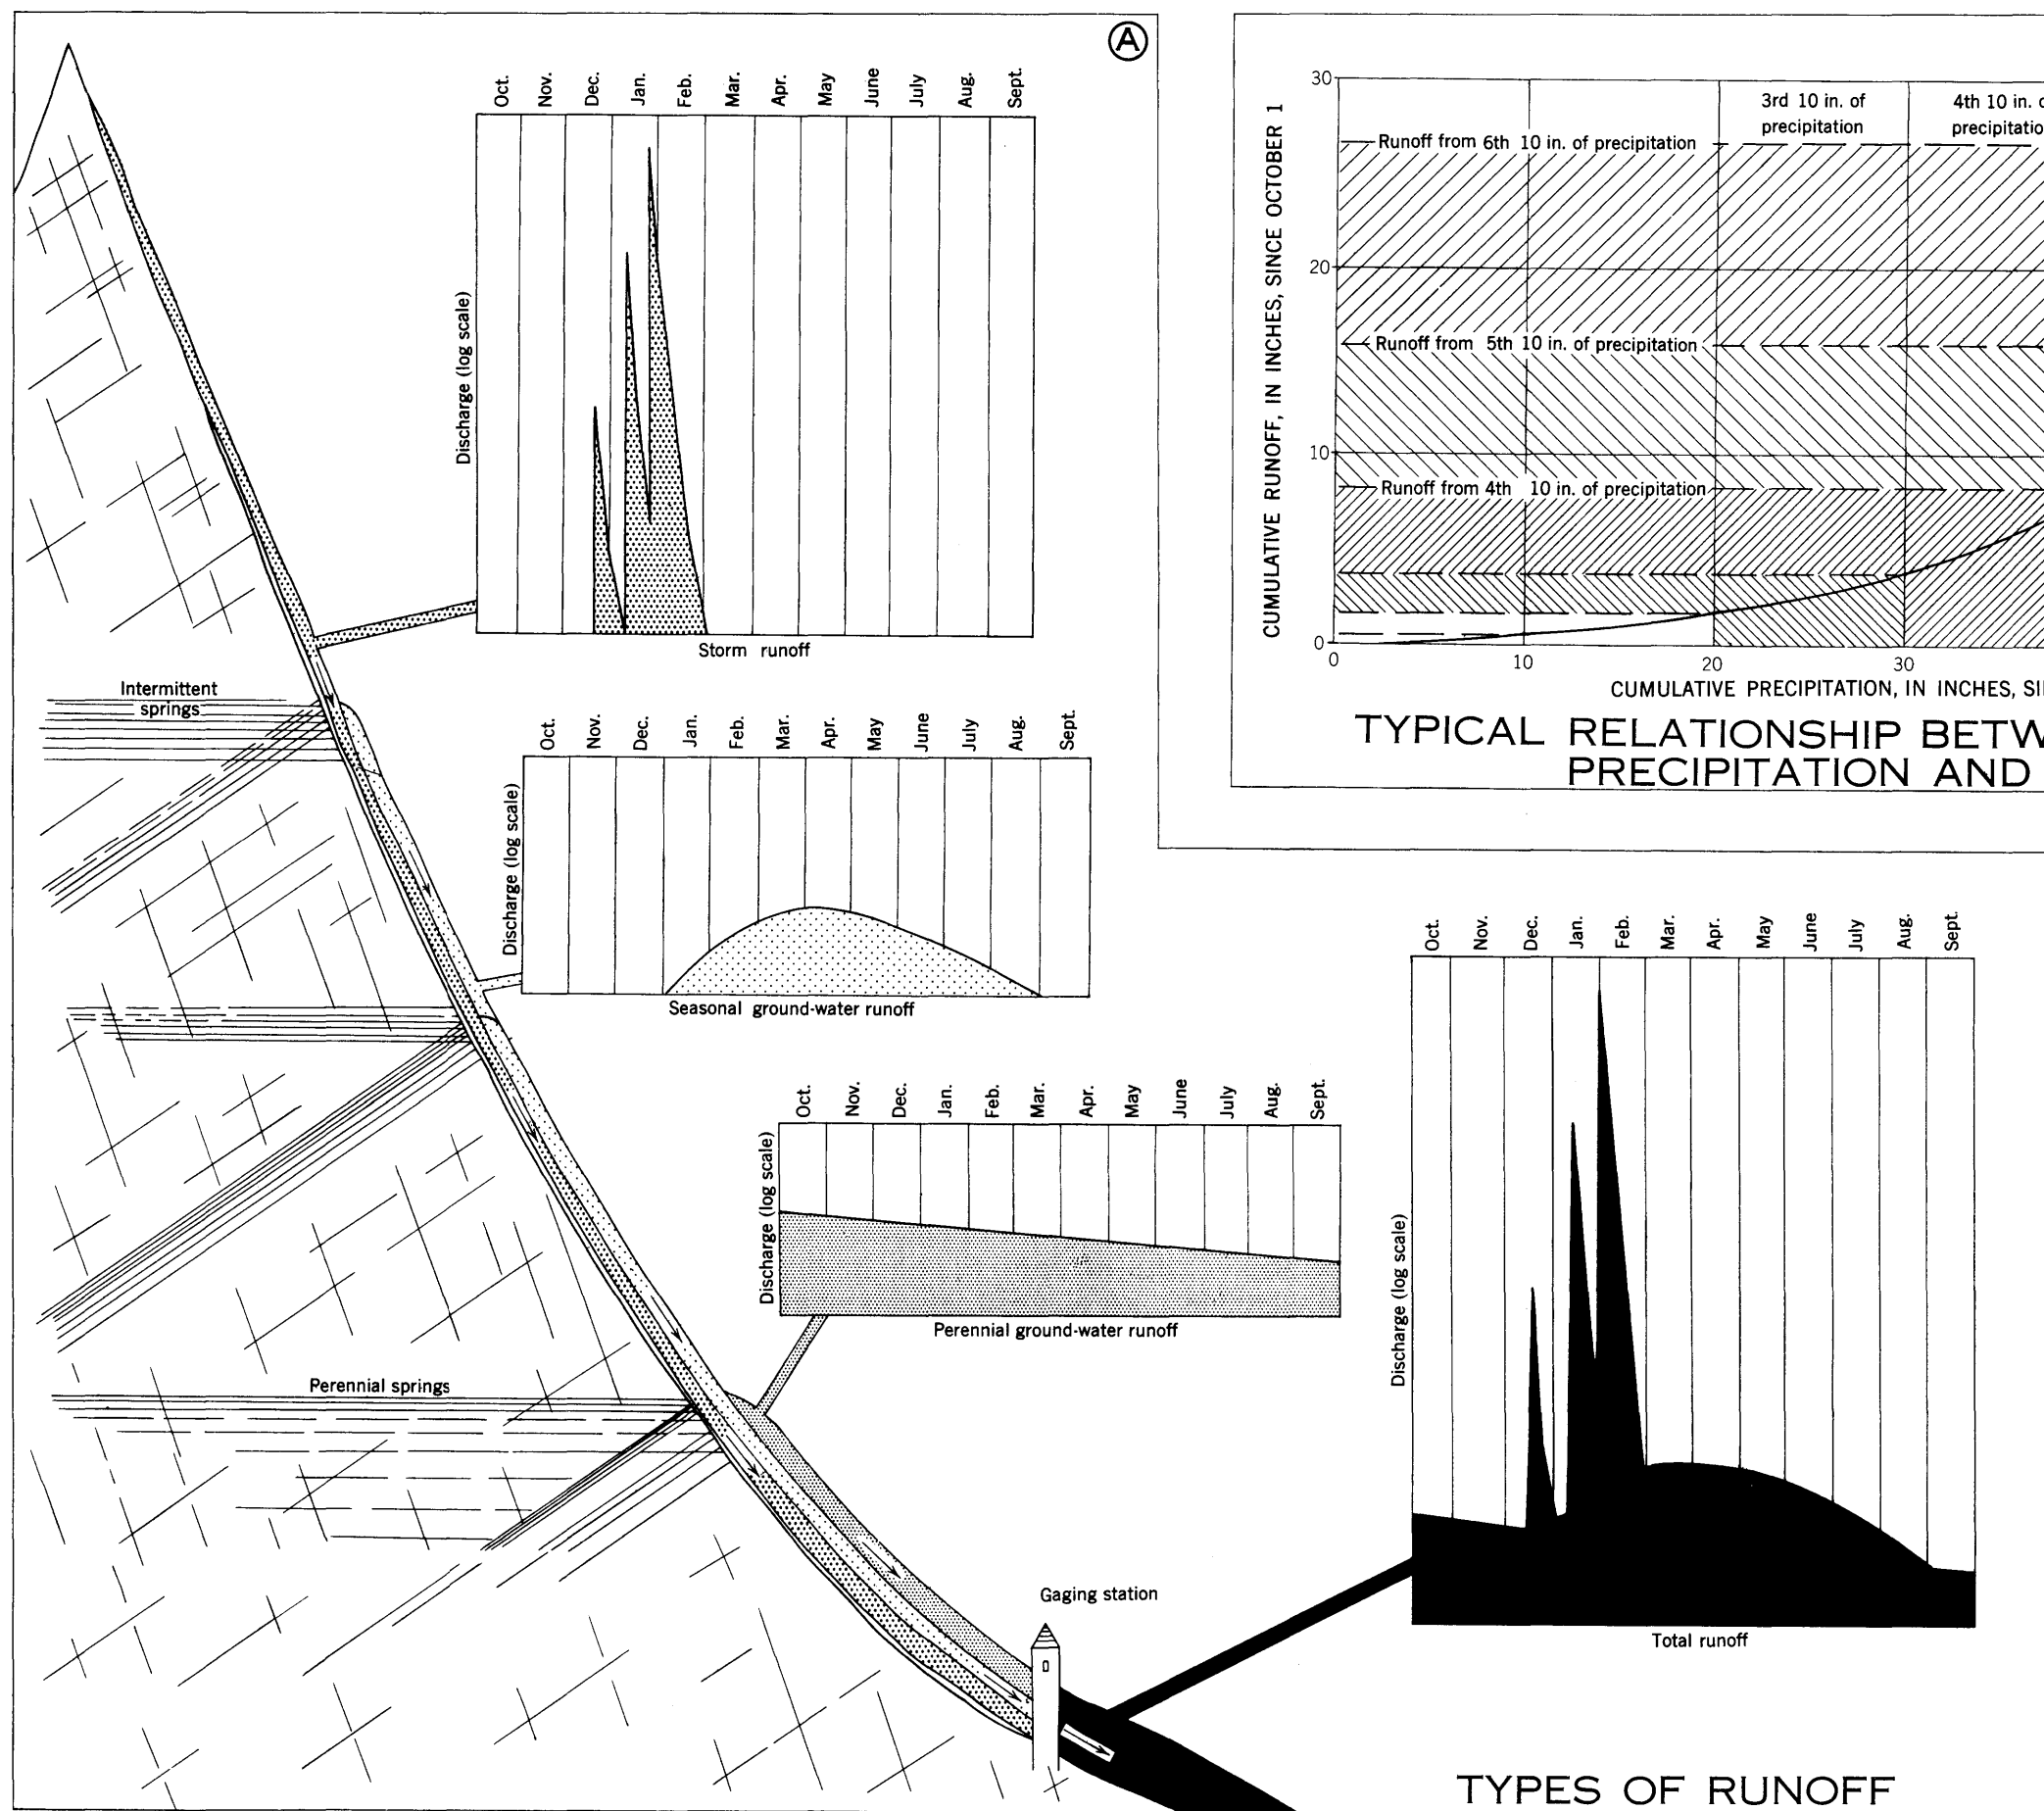 A
Oct.
Nov.
Dec.
Jan.
Feb.
Mar.
Apr.
May
June
July
Aug.
Sept.
Discharge (log scale)
Storm runoff
Intermittent
springs
Oct.
Nov.
Dec.
Jan.
Feb.
Mar.
Apr.
May
June
July
Aug.
Sept.
Discharge (log scale)
Seasonal ground-water runoff
Oct.
Nov.
Dec.
Jan.
Feb.
Mar.
Apr.
May
June
July
Aug.
Sept.
Discharge (log scale)
Perennial ground-water runoff
Perennial springs
Gaging station
30
20
10
0
CUMULATIVE RUNOFF, IN INCHES, SINCE OCTOBER 1
3rd 10 in. of
precipitation
4th 10 in. o
precipitatio
Runoff from 6th 10 in. of precipitation
Runoff from 5th 10 in. of precipitation
Runoff from 4th 10 in. of precipitation
0
10
20
30
CUMULATIVE PRECIPITATION, IN INCHES, SI
TYPICAL RELATIONSHIP BETW
PRECIPITATION AND
Oct.
Nov.
Dec.
Jan.
Feb.
Mar.
Apr.
May
June
July
Aug.
Sept.
Discharge (log scale)
Total runoff
TYPES OF RUNOFF